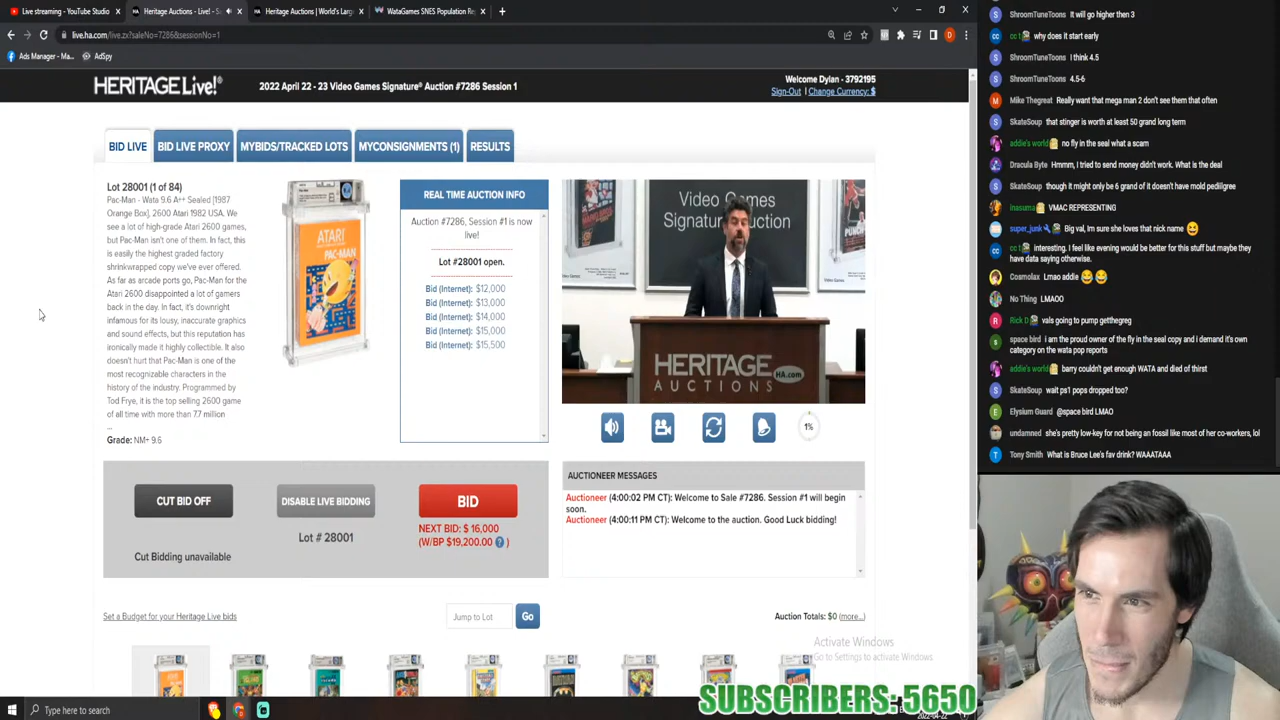 Live streaming - YouTube Studio
Heritage Auctions - Live! - S
Heritage Auctions | World's Larg
WataGames SNES Population Re
live.ha.com/live.zx?saleNo=7286&sessionNo=1
Ads Manager - Ma...
AdSpy
HERITAGE Live!®
2022 April 22 - 23 Video Games Signature® Auction #7286 Session 1
Welcome Dylan - 3792195
Sign-Out | Change Currency: $
BID LIVE
BID LIVE PROXY
MYBIDS/TRACKED LOTS
MYCONSIGNMENTS (1)
RESULTS
Lot 28001 (1 of 84)
Pac-Man - Wata 9.6 A++ Sealed [1987
Orange Box], 2600 Atari 1982 USA. We
see a lot of high-grade Atari 2600 games,
but Pac-Man isn't one of them. In fact, this
is easily the highest graded factory
shrinkwrapped copy we've ever offered.
As far as arcade ports go, Pac-Man for the
Atari 2600 disappointed a lot of gamers
back in the day. In fact, it's downright
infamous for its lousy, inaccurate graphics
and sound effects, but this reputation has
ironically made it highly collectible. It also
doesn't hurt that Pac-Man is one of the
most recognizable characters in the
history of the industry. Programmed by
Tod Frye, it is the top selling 2600 game
of all time with more than 7.7 million
...
Grade: NM+ 9.6
ATARI
PAC-MAN
REAL TIME AUCTION INFO
Auction #7286, Session #1 is now
live!
Lot #28001 open.
Bid (Internet): $12,000
Bid (Internet): $13,000
Bid (Internet): $14,000
Bid (Internet): $15,000
Bid (Internet): $15,500
Video Games
Signature® Auction
HERITAGE HA.com
AUCTIONS
1%
CUT BID OFF
Cut Bidding unavailable
DISABLE LIVE BIDDING
Lot # 28001
BID
NEXT BID: $ 16,000
(W/BP $19,200.00 ? )
AUCTIONEER MESSAGES
Auctioneer (4:00:02 PM CT): Welcome to Sale #7286. Session #1 will begin
soon.
Auctioneer (4:00:11 PM CT): Welcome to the auction. Good Luck bidding!
Set a Budget for your Heritage Live bids
Jump to Lot
Go
Auction Totals: $0 (more...)
Activate Windows
Go to Settings to activate Windows.
Type here to search
2022-04-22
SUBSCRIBERS: 5650
ShroomTuneToons It will go higher then 3
cc t why does it start early
ShroomTuneToons I think 4.5
ShroomTuneToons 4.5-6
Mike Thegreat Really want that mega man 2 don't see them that often
SkateSoup that stinger is worth at least 50 grand long term
addie's world no fly in the seal what a scam
Dracula Byte Hmmm, I tried to send money didn't work. What is the deal
SkateSoup though it might only be 6 grand of it doesn't have mold pediilgree
inasuma VMAC REPRESENTING
super_junk Big val, Im sure she loves that nick name 😆
cc t interesting. I feel like evening would be better for this stuff but maybe they
have data saying otherwise.
Cosmolax Lmao addie 😂😂
No Thing LMAOO
Rick D vals going to pump getthegreg
space bird i am the proud owner of the fly in the seal copy and i demand it's own
category on the wata pop reports
addie's world barry couldn't get enough WATA and died of thirst
SkateSoup wait ps1 pops dropped too?
Elysium Guard @space bird LMAO
undamned she's pretty low-key for not being an fossil like most of her co-workers, lol
Tony Smith What is Bruce Lee's fav drink? WAAATAAA